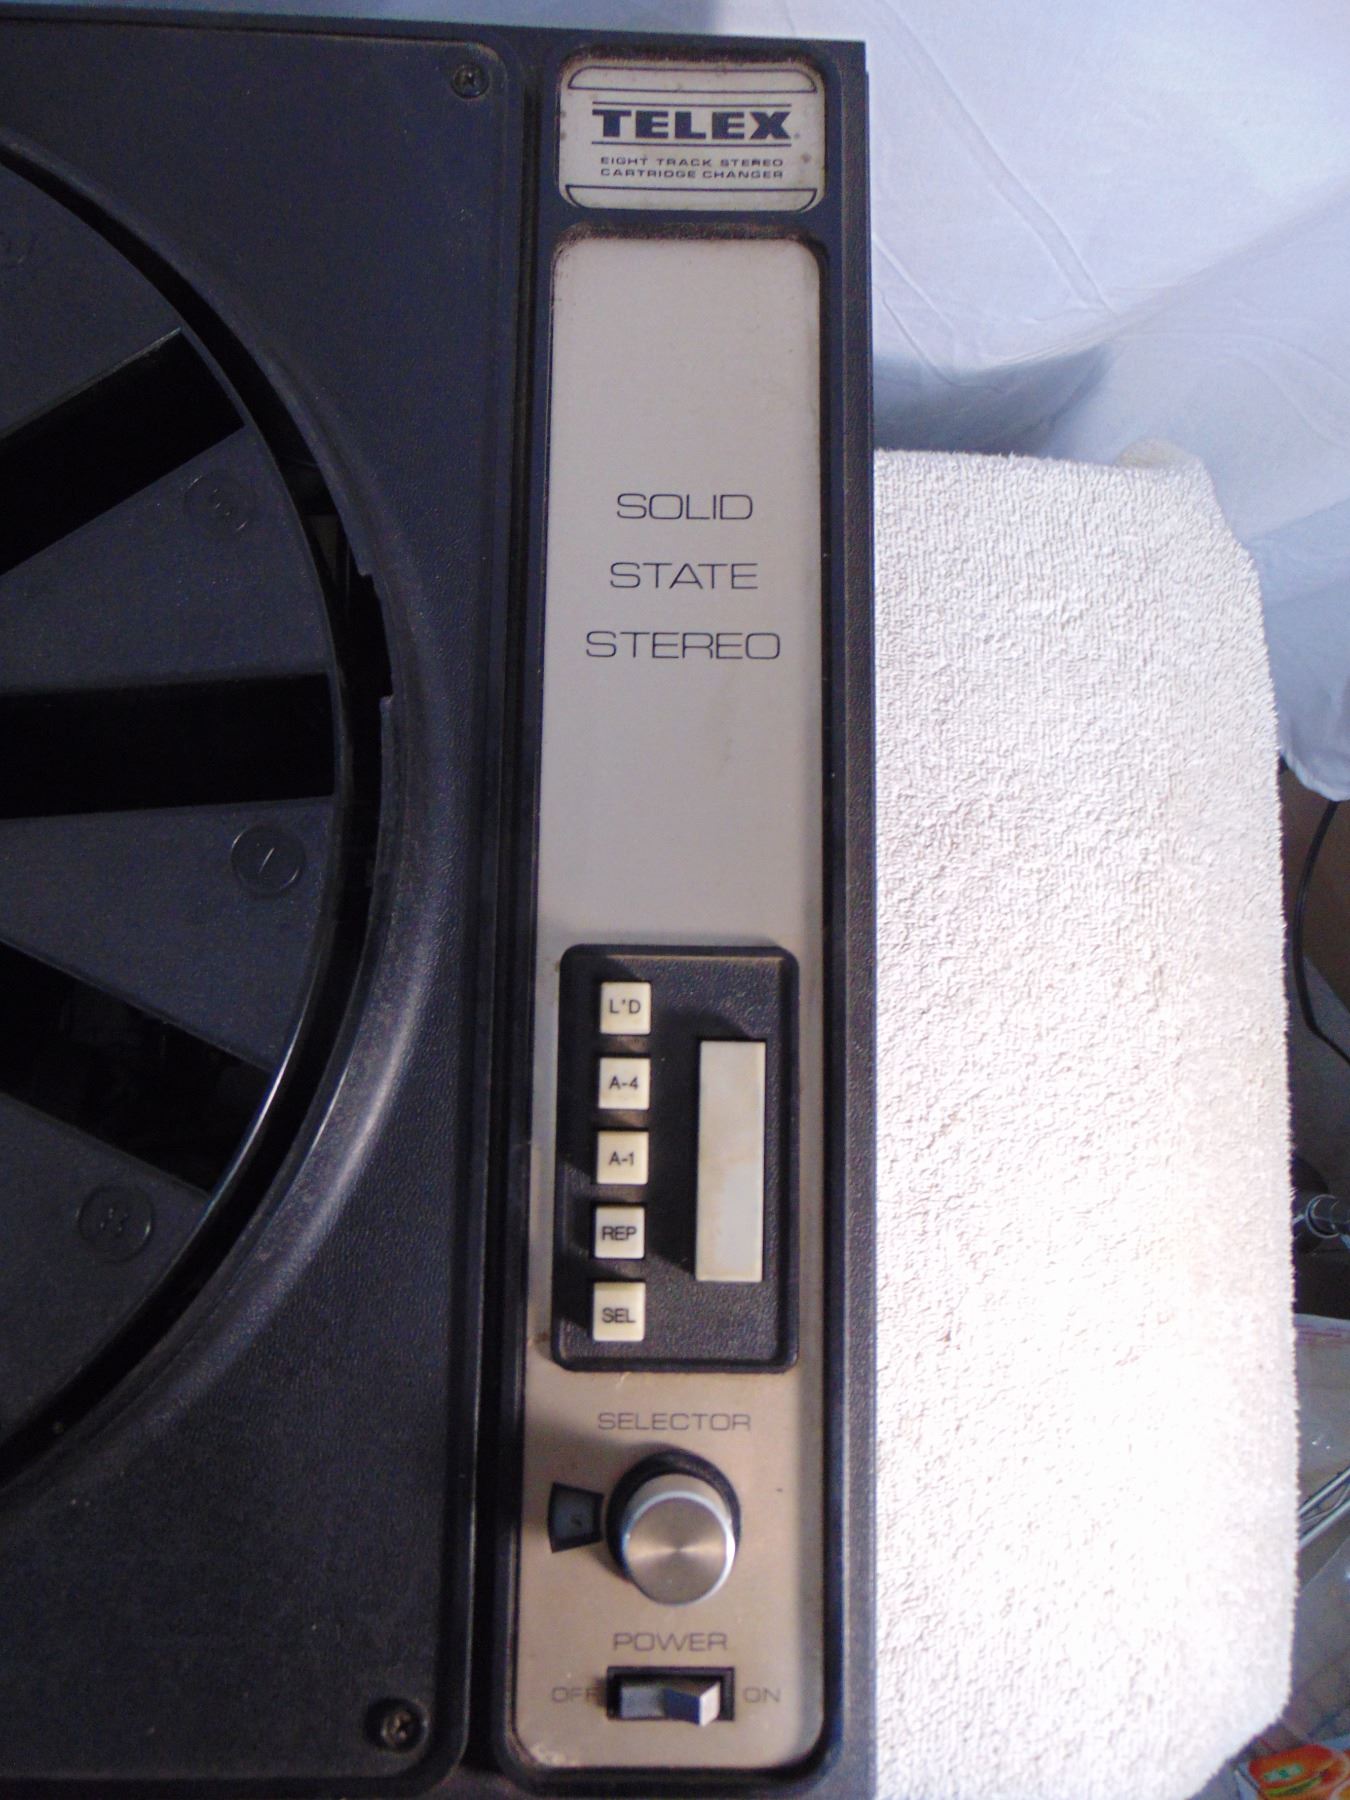 TELEX
EIGHT TRACK STEREO
CARTRIDGE CHANGER
SOLID
STATE
STEREO
L'D
A-4
A-1
REP
SEL
SELECTOR
POWER
OFF
ON